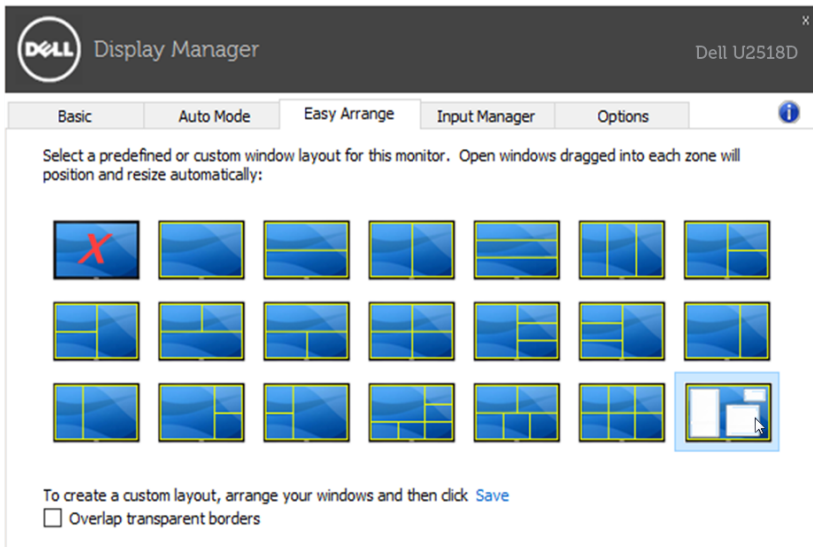 x
DELL
Display Manager
Dell U2518D
Basic
Auto Mode
Easy Arrange
Input Manager
Options
i
Select a predefined or custom window layout for this monitor. Open windows dragged into each zone will
position and resize automatically:
X
To create a custom layout, arrange your windows and then click Save
Overlap transparent borders